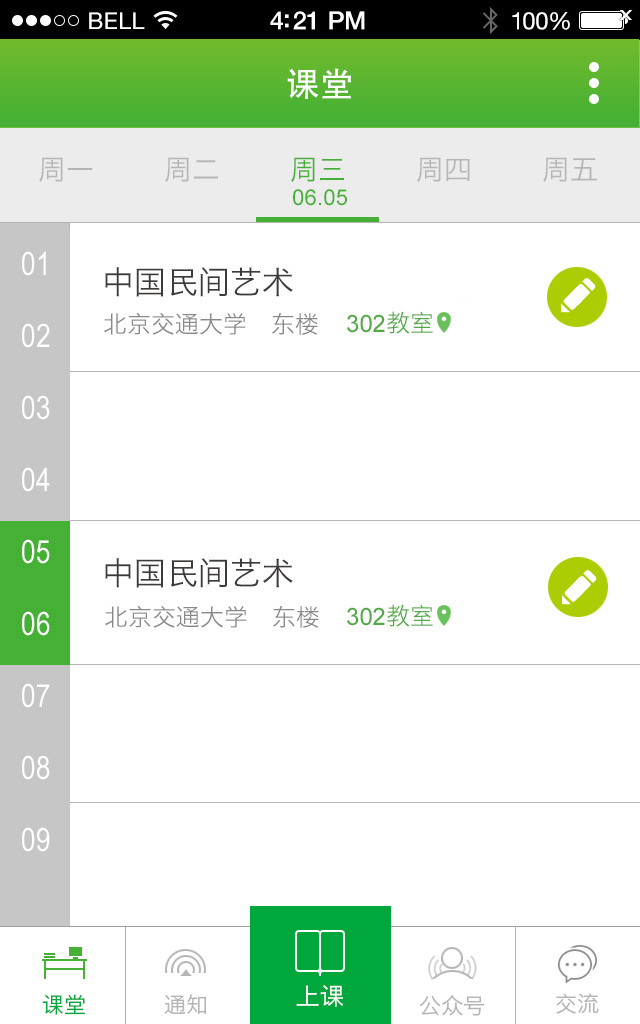 BELL 4:21 PM 100%
课堂
周一 周二 周三 周四 周五
06.05
01
中国民间艺术
北京交通大学 东楼 302教室
02
03
04
05
中国民间艺术
北京交通大学 东楼 302教室
06
07
08
09
课堂 通知 上课 公众号 交流